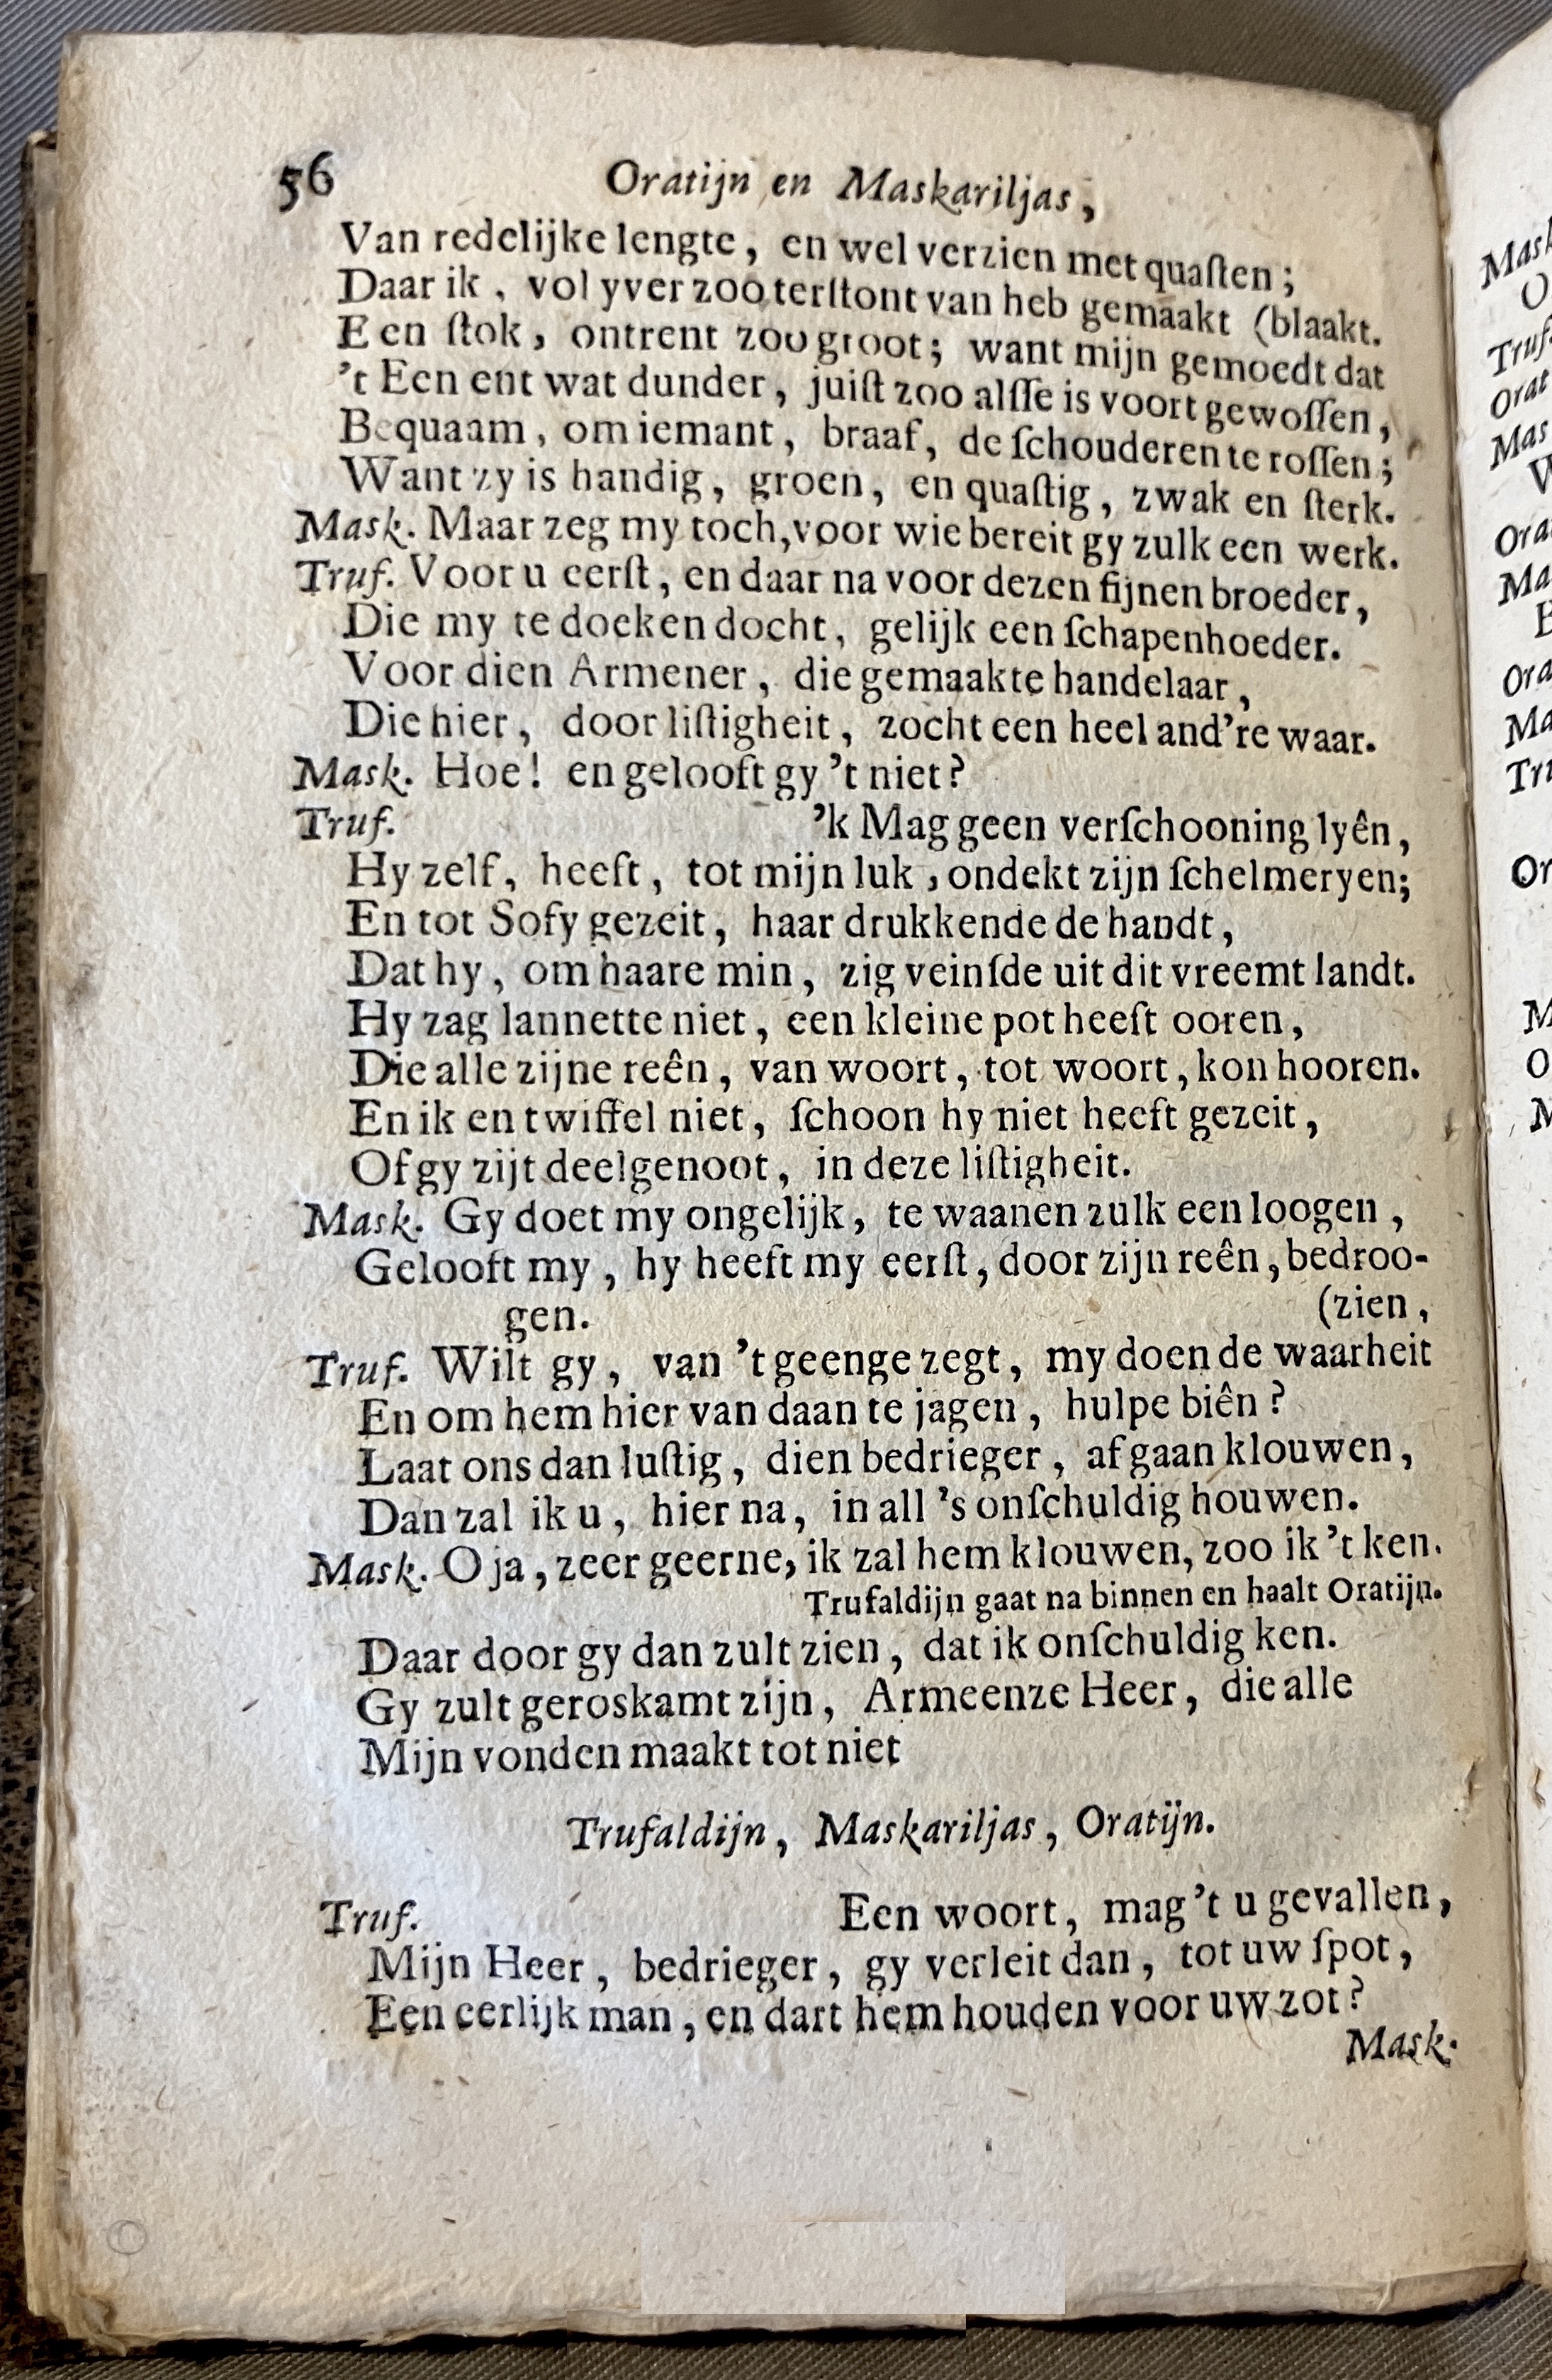 56 Oratijn en Maskariljas,
Van redelijke lengte, en wel verzien met quaſten;
Daar ik, vol yver zoo terſtont van heb gemaakt (blaakt.
Een ſtok, ontrent zoo groot; want mijn gemoedt dat
't Een ent wat dunder, juiſt zoo alſſe is voort gewoſſen,
Bequaam, om iemant, braaf, de ſchouderen te roſſen;
Want zy is handig, groen, en quaſtig, zwak en ſterk.
Mask. Maar zeg my toch, voor wie bereit gy zulk een werk.
Truf. Voor u eerſt, en daar na voor dezen fijnen broeder,
Die my te doeken docht, gelijk een ſchapenhoeder.
Voor dien Armener, die gemaakte handelaar,
Die hier, door liſtigheit, zocht een heel and're waar.
Mask. Hoe! en gelooft gy 't niet?
Truf. 'k Mag geen verſchooning lyên,
Hy zelf, heeft, tot mijn luk, ondekt zijn ſchelmeryen;
En tot Sofy gezeit, haar drukkende de handt,
Dat hy, om haare min, zig veinſde uit dit vreemt landt.
Hy zag Iannette niet, een kleine pot heeft ooren,
Die alle zijne reên, van woort, tot woort, kon hooren.
En ik en twiffel niet, ſchoon hy niet heeft gezeit,
Of gy zijt deelgenoot, in deze liſtigheit.
Mask. Gy doet my ongelijk, te waanen zulk een loogen,
Gelooft my, hy heeft my eerſt, door zijn reên, bedroo-
gen. (zien,
Truf. Wilt gy, van 't geenge zegt, my doen de waarheit
En om hem hier van daan te jagen, hulpe biên?
Laat ons dan luſtig, dien bedrieger, af gaan klouwen,
Dan zal ik u, hier na, in all 's onſchuldig houwen.
Mask. O ja, zeer geerne, ik zal hem klouwen, zoo ik 't ken.
Trufaldijn gaat na binnen en haalt Oratijn.
Daar door gy dan zult zien, dat ik onſchuldig ken.
Gy zult geroskamt zijn, Armeenze Heer, die alle
Mijn vonden maakt tot niet
Trufaldijn, Maskariljas, Oratijn.
Truf. Een woort, mag 't u gevallen,
Mijn Heer, bedrieger, gy verleit dan, tot uw ſpot,
Een eerlijk man, en dart hem houden voor uw zot?
Mask.